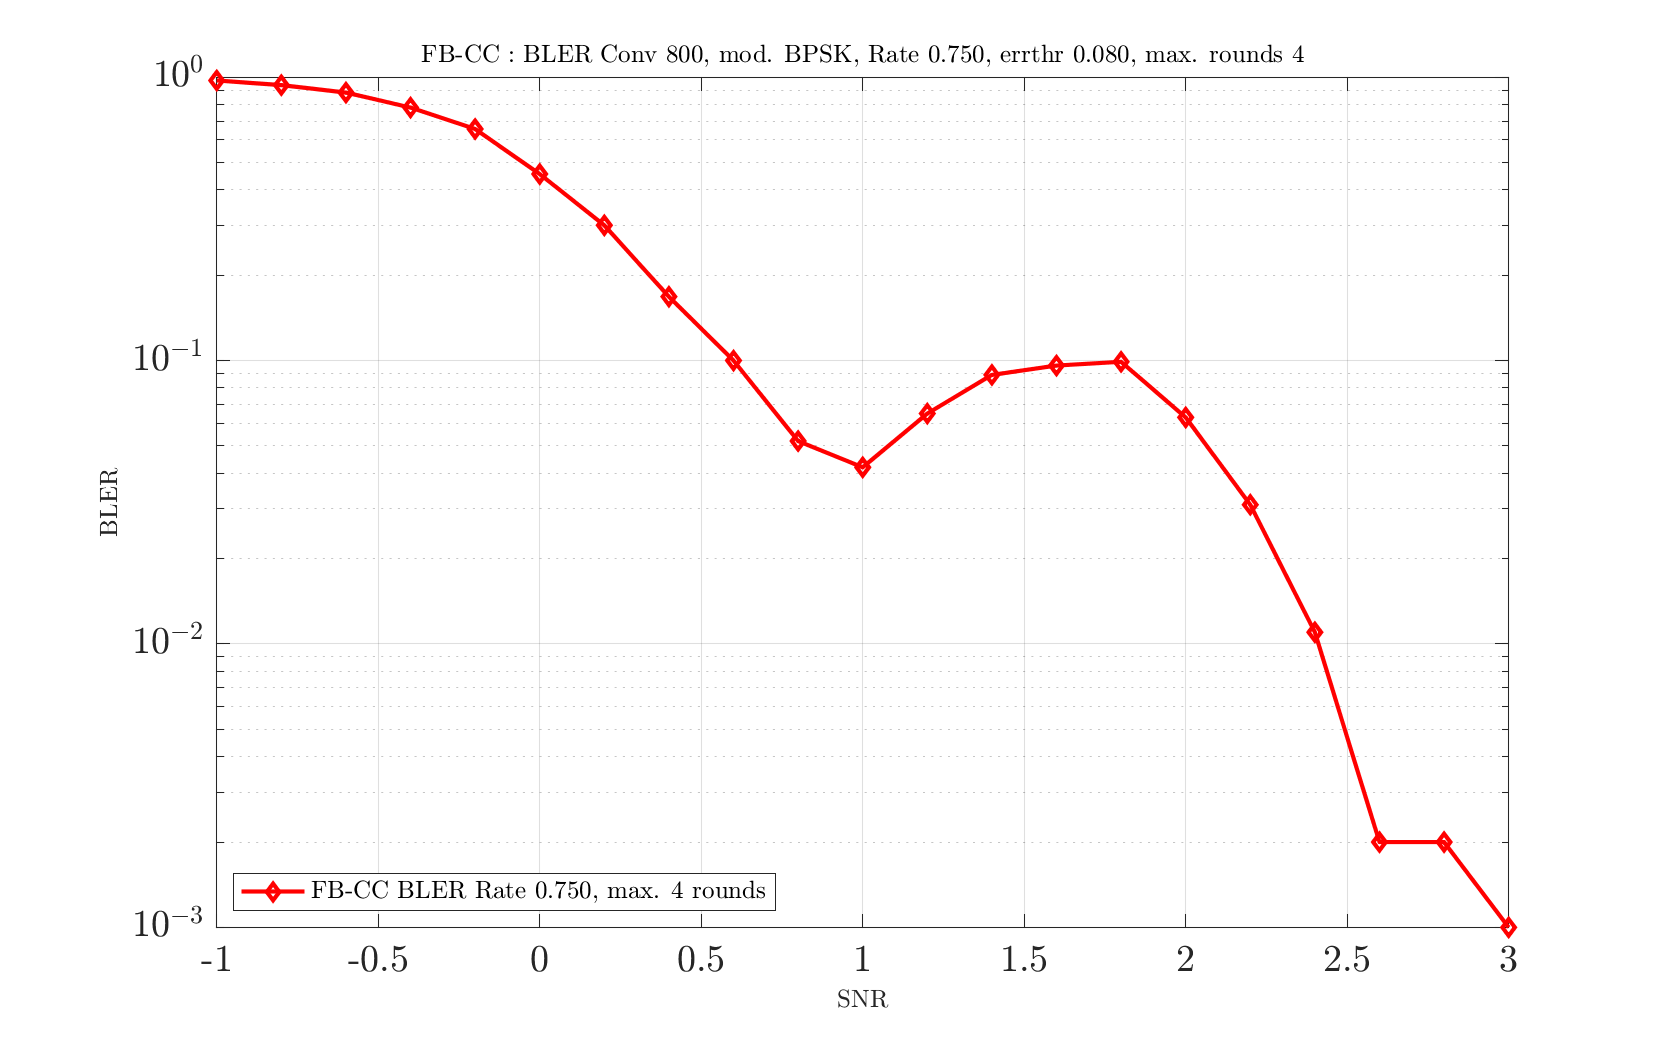 FB-CC : BLER Conv 800, mod. BPSK, Rate 0.750, errthr 0.080, max. rounds 4
10^0
10^-1
10^-2
10^-3
BLER
FB-CC BLER Rate 0.750, max. 4 rounds
-1 -0.5 0 0.5 1 1.5 2 2.5 3
SNR